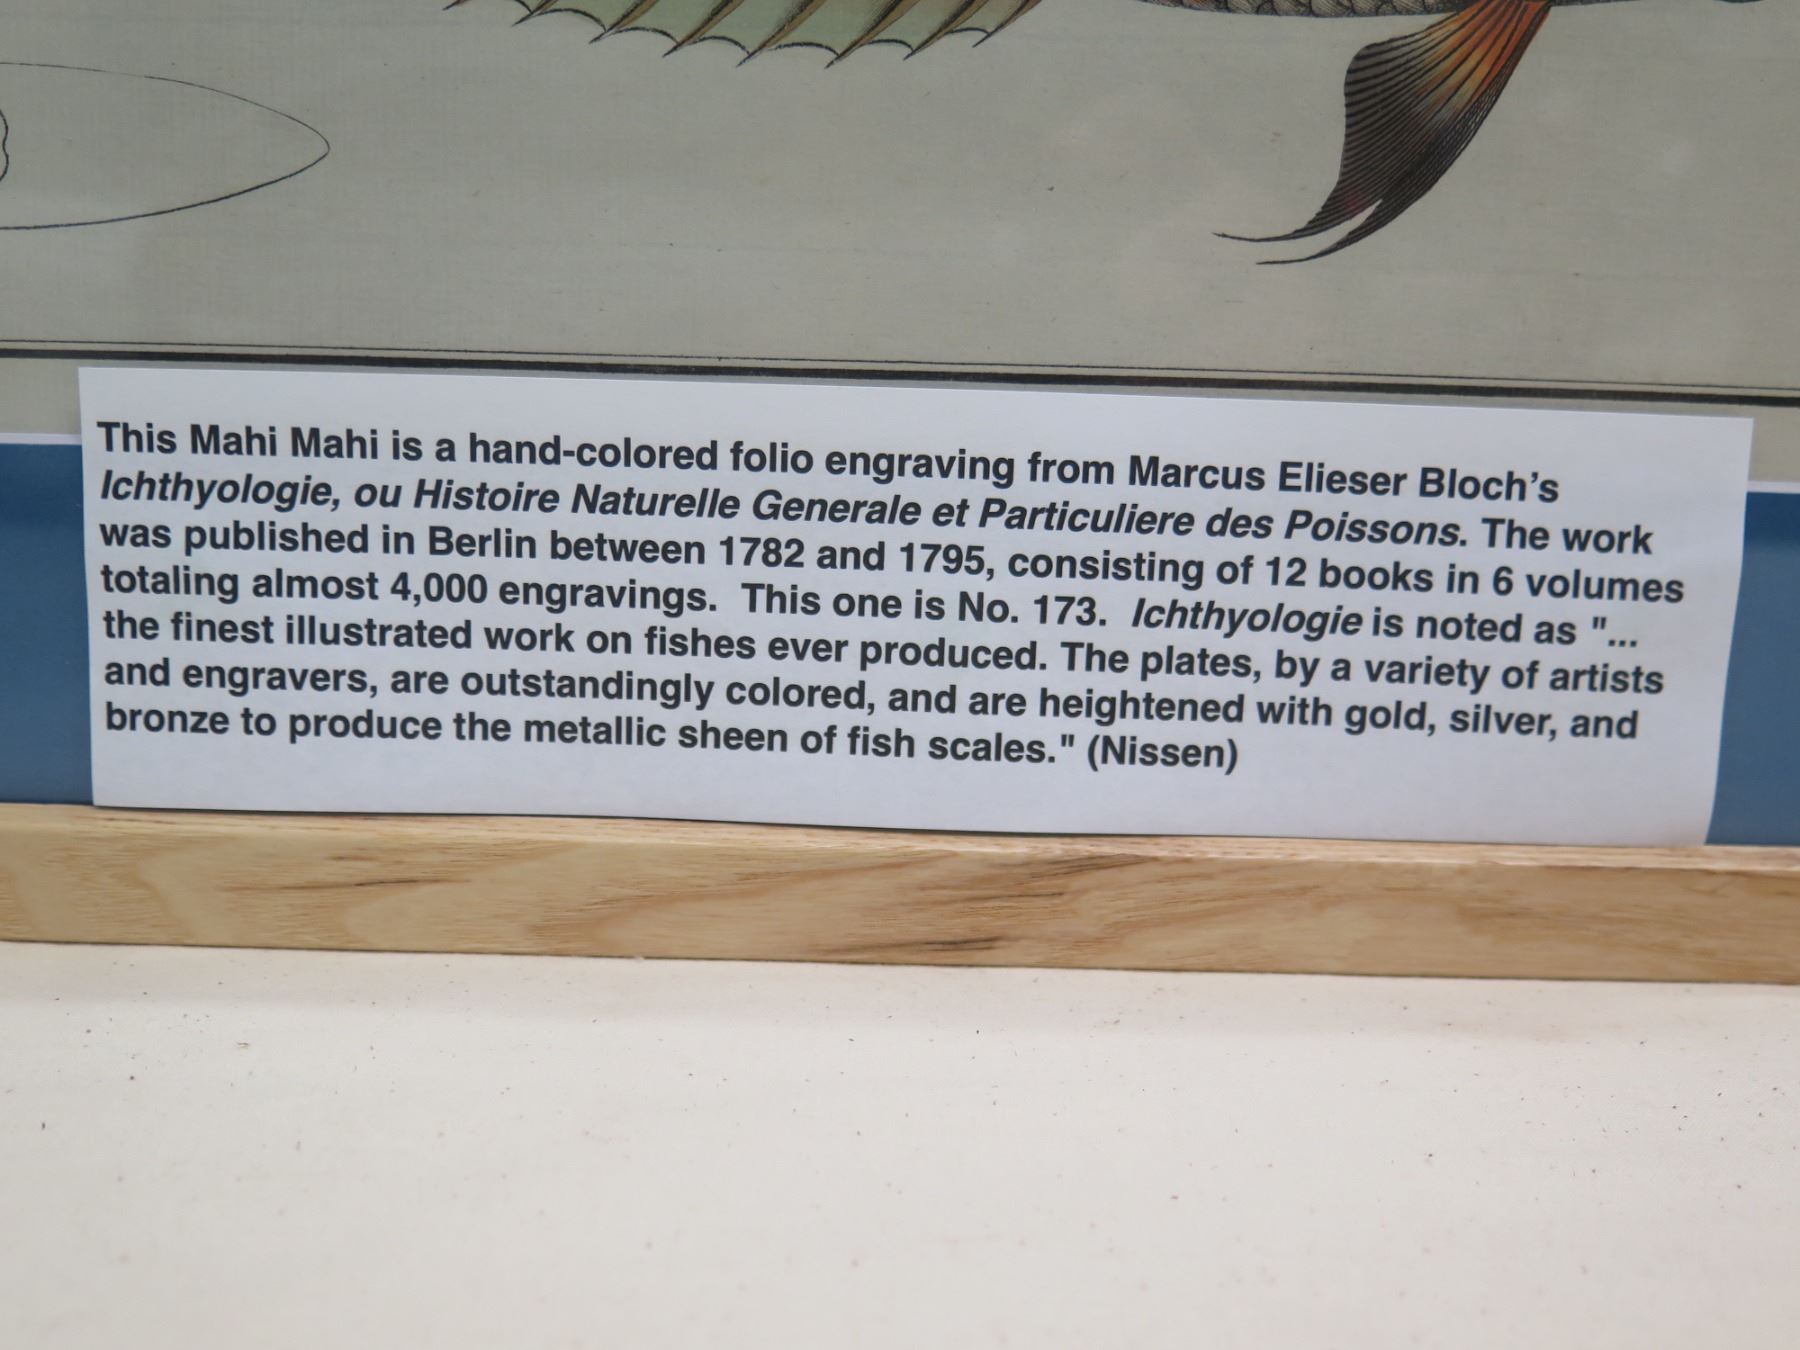 This Mahi Mahi is a hand-colored folio engraving from Marcus Elieser Bloch's
Ichthyologie, ou Histoire Naturelle Generale et Particuliere des Poissons. The work
was published in Berlin between 1782 and 1795, consisting of 12 books in 6 volumes
totaling almost 4,000 engravings.  This one is No. 173.  Ichthyologie is noted as "...
the finest illustrated work on fishes ever produced. The plates, by a variety of artists
and engravers, are outstandingly colored, and are heightened with gold, silver, and
bronze to produce the metallic sheen of fish scales." (Nissen)